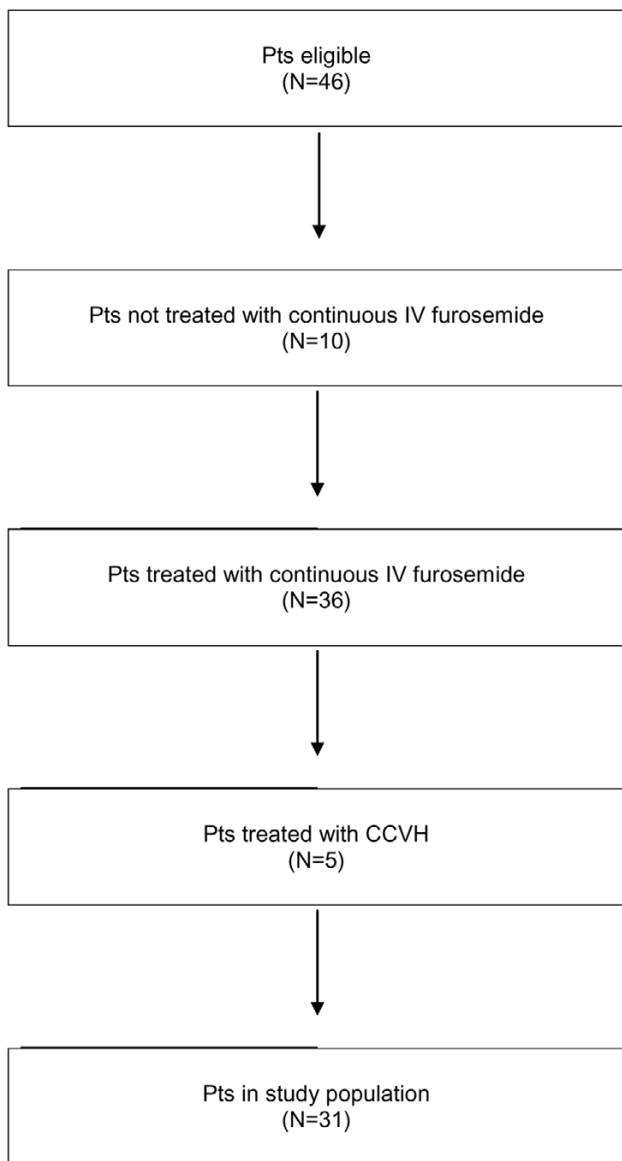 Pts eligible
(N=46)
Pts not treated with continuous IV furosemide
(N=10)
Pts treated with continuous IV furosemide
(N=36)
Pts treated with CCVH
(N=5)
Pts in study population
(N=31)